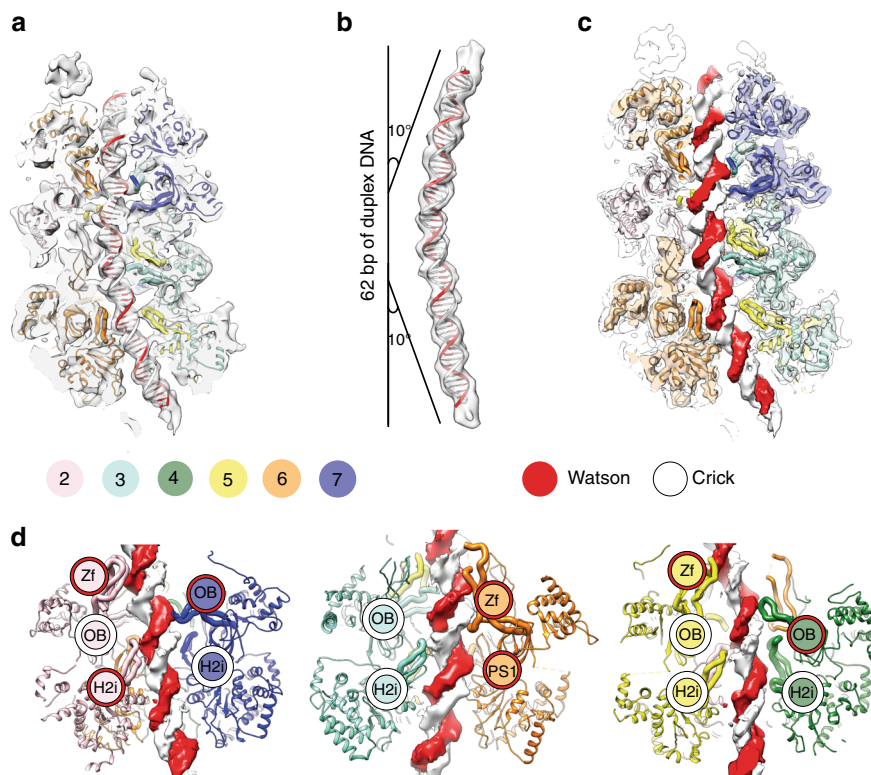 a
b
c
10°
62 bp of duplex DNA
10°
2 3 4 5 6 7 Watson Crick
d
Zf
OB
OB
H2i
H2i
Zf
OB
H2i
PS1
Zf
OB
OB
H2i
H2i